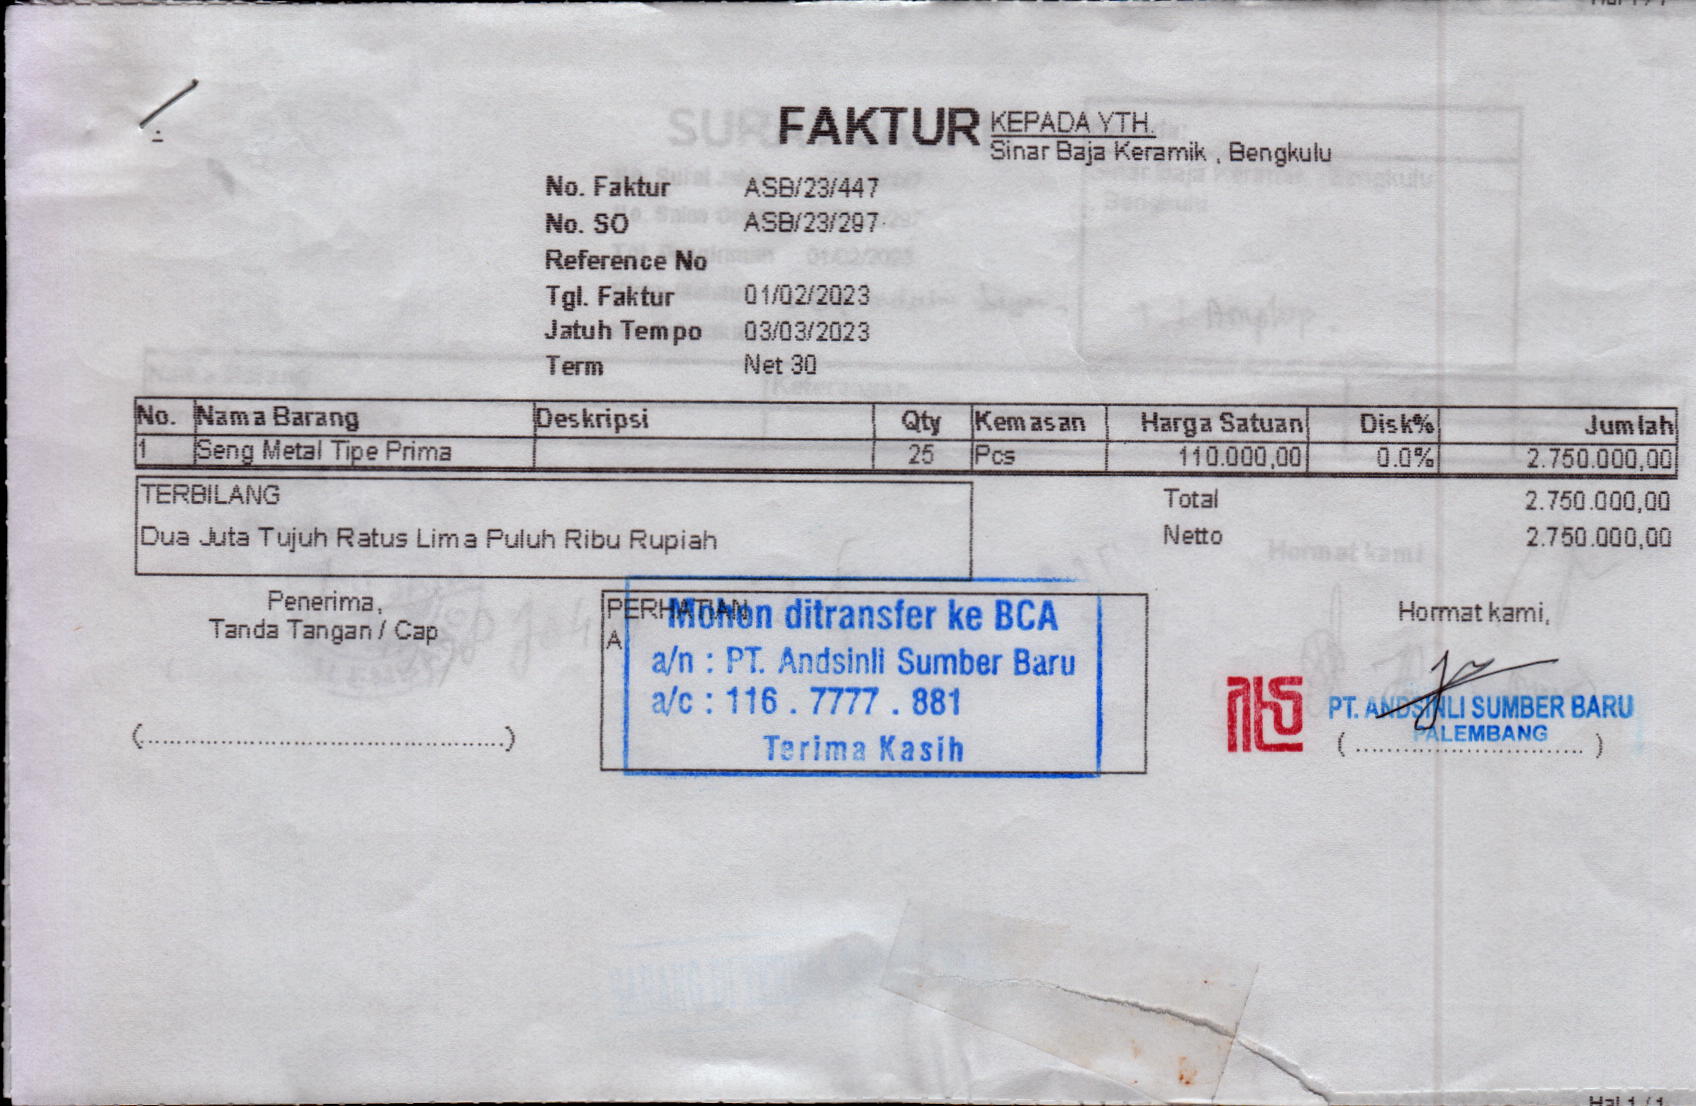 FAKTUR
KEPADA YTH.
Sinar Baja Keramik , Bengkulu
No. Faktur ASB/23/447
No. SO ASB/23/297
Reference No
Tgl. Faktur 01/02/2023
Jatuh Tempo 03/03/2023
Term Net 30
No. Nama Barang Deskripsi Qty Kemasan Harga Satuan Disk% Jumlah
1 Seng Metal Tipe Prima 25 Pcs 110.000,00 0.0% 2.750.000,00
TERBILANG
Dua Juta Tujuh Ratus Lima Puluh Ribu Rupiah
Total 2.750.000,00
Netto 2.750.000,00
Penerima,
Tanda Tangan / Cap
(................................................)
PERHATIAN
A
Mohon ditransfer ke BCA
a/n : PT. Andsinli Sumber Baru
a/c : 116 . 7777 . 881
Terima Kasih
Hormat kami,
PT. ANDSINLI SUMBER BARU
PALEMBANG
( .............................. )
Hal 1 / 1